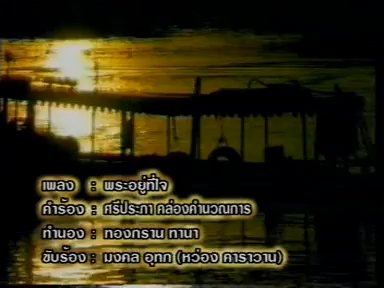 เพลง : พระอยู่ที่ใจ
คำร้อง : ศรีประภา คล่องคำนวณการ
ทำนอง : ทองกราน ทานา
ขับร้อง : มงคล อุทก (หว่อง คาราวาน)